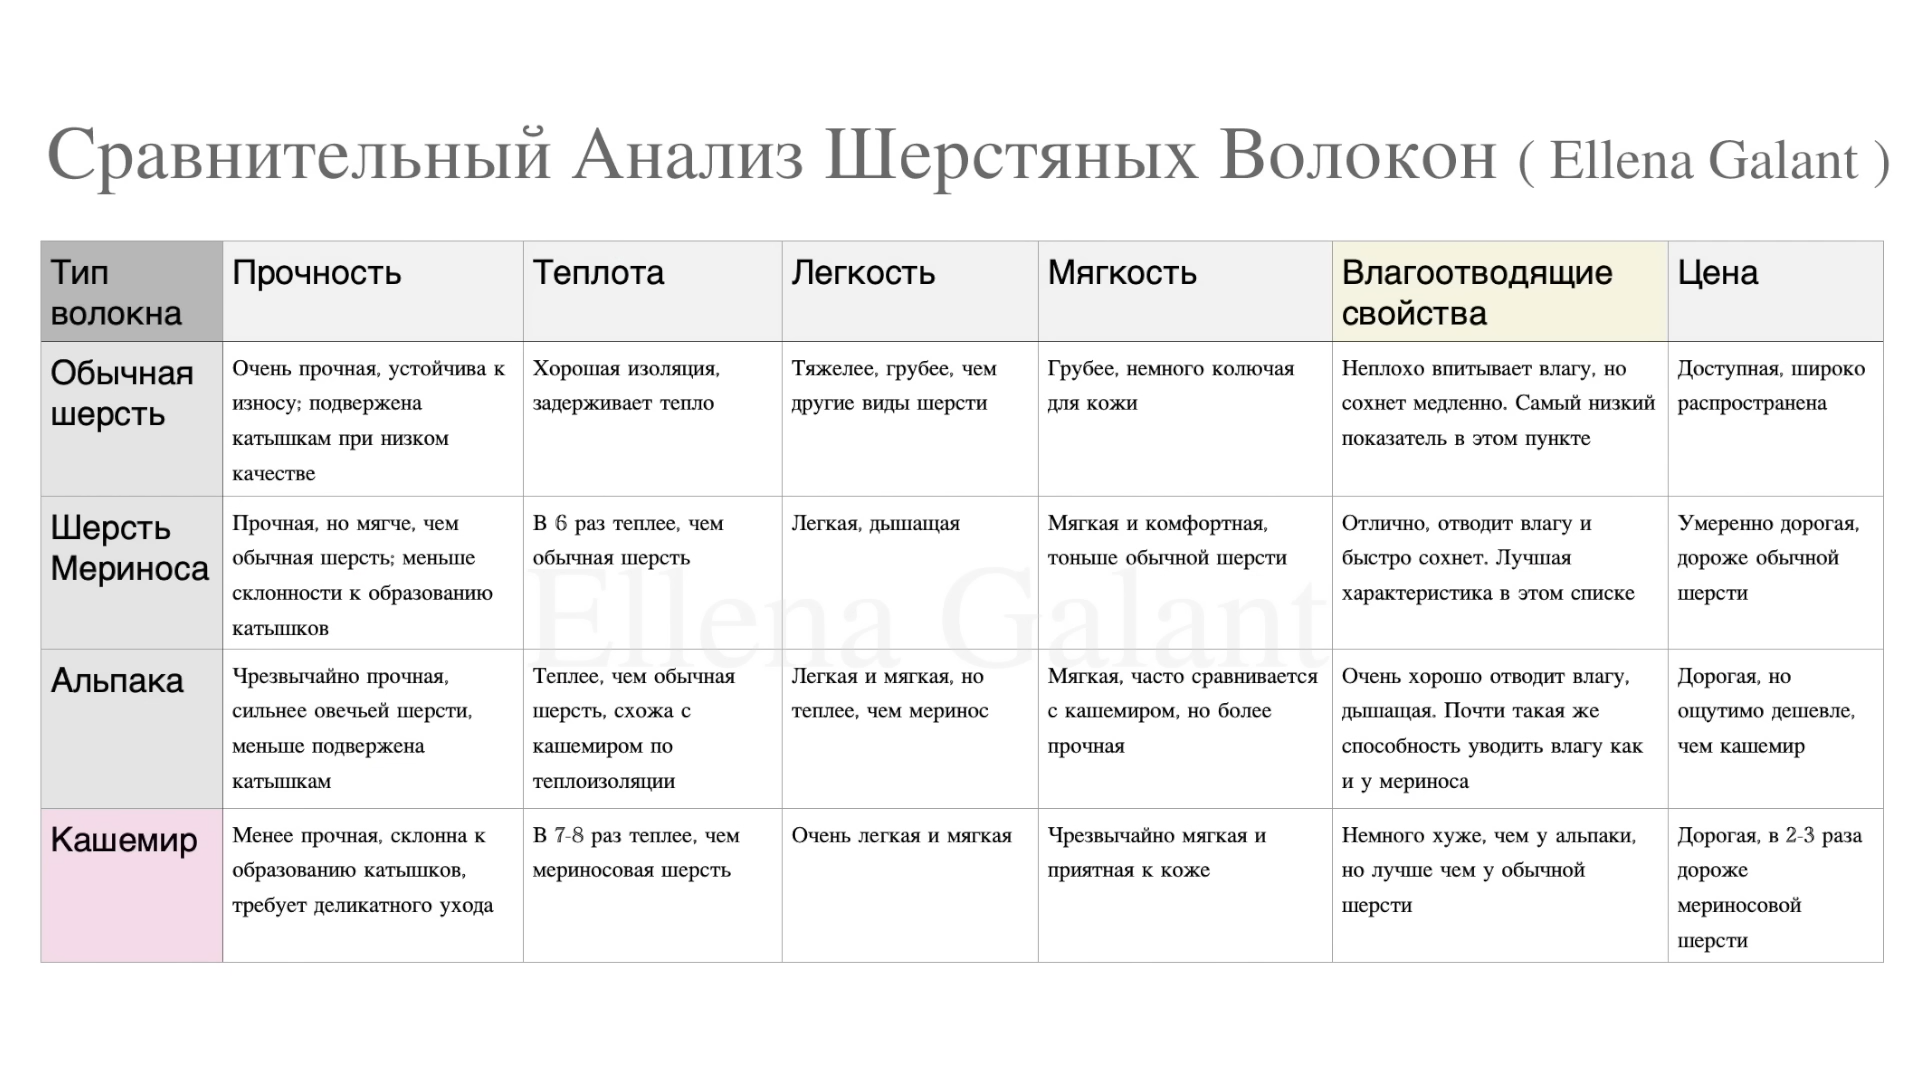 Сравнительный Анализ Шерстяных Волокон ( Ellena Galant )
Тип
волокна
Прочность
Теплота
Легкость
Мягкость
Влагоотводящие
свойства
Цена
Обычная
шерсть
Очень прочная, устойчива к
износу; подвержена
катышкам при низком
качестве
Хорошая изоляция,
задерживает тепло
Тяжелее, грубее, чем
другие виды шерсти
Грубее, немного колючая
для кожи
Неплохо впитывает влагу, но
сохнет медленно. Самый низкий
показатель в этом пункте
Доступная, широко
распространена
Шерсть
Мериноса
Прочная, но мягче, чем
обычная шерсть; меньше
склонности к образованию
катышков
В 6 раз теплее, чем
обычная шерсть
Легкая, дышащая
Мягкая и комфортная,
тоньше обычной шерсти
Отлично, отводит влагу и
быстро сохнет. Лучшая
характеристика в этом списке
Умеренно дорогая,
дороже обычной
шерсти
Ellena Galant
Альпака
Чрезвычайно прочная,
сильнее овечьей шерсти,
меньше подвержена
катышкам
Теплее, чем обычная
шерсть, схожа с
кашемиром по
теплоизоляции
Легкая и мягкая, но
теплее, чем меринос
Мягкая, часто сравнивается
с кашемиром, но более
прочная
Очень хорошо отводит влагу,
дышащая. Почти такая же
способность уводить влагу как
и у мериноса
Дорогая, но
ощутимо дешевле,
чем кашемир
Кашемир
Менее прочная, склонна к
образованию катышков,
требует деликатного ухода
В 7-8 раз теплее, чем
мериносовая шерсть
Очень легкая и мягкая
Чрезвычайно мягкая и
приятная к коже
Немного хуже, чем у альпаки,
но лучше чем у обычной
шерсти
Дорогая, в 2-3 раза
дороже
мериносовой
шерсти